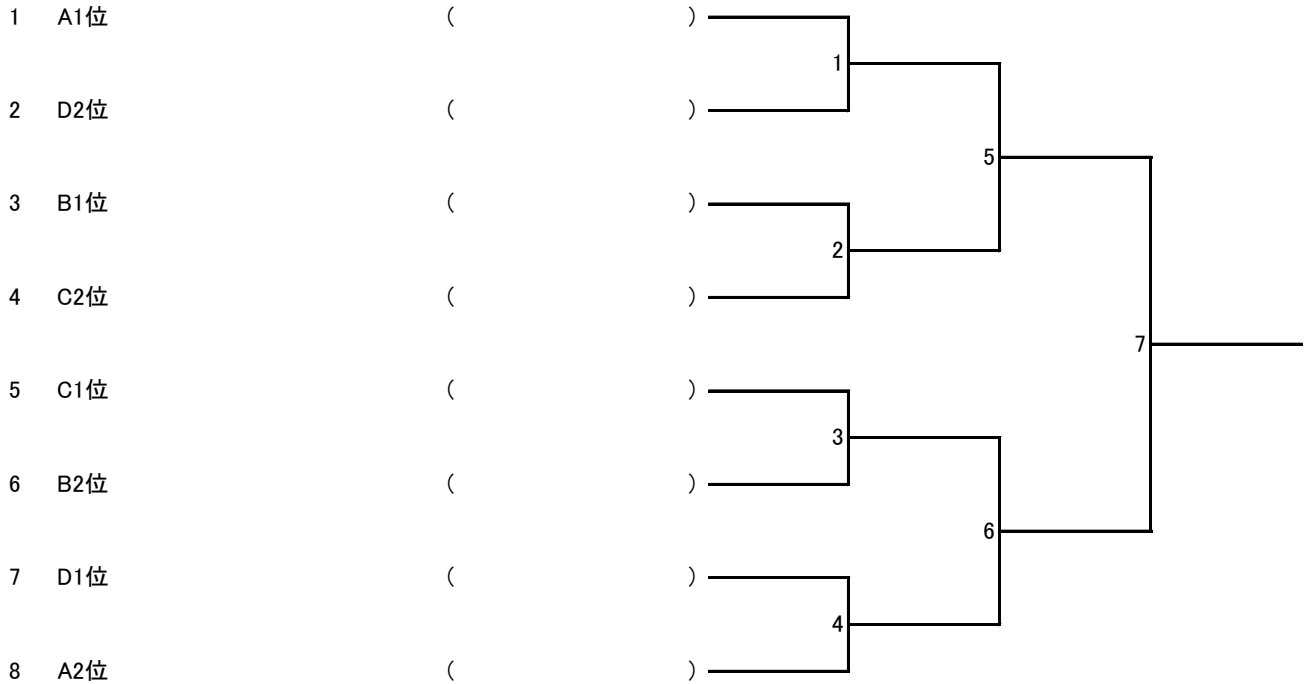 1 A1位 ( )
1
2 D2位 ( )
5
3 B1位 ( )
2
4 C2位 ( )
7
5 C1位 ( )
3
6 B2位 ( )
6
7 D1位 ( )
4
8 A2位 ( )